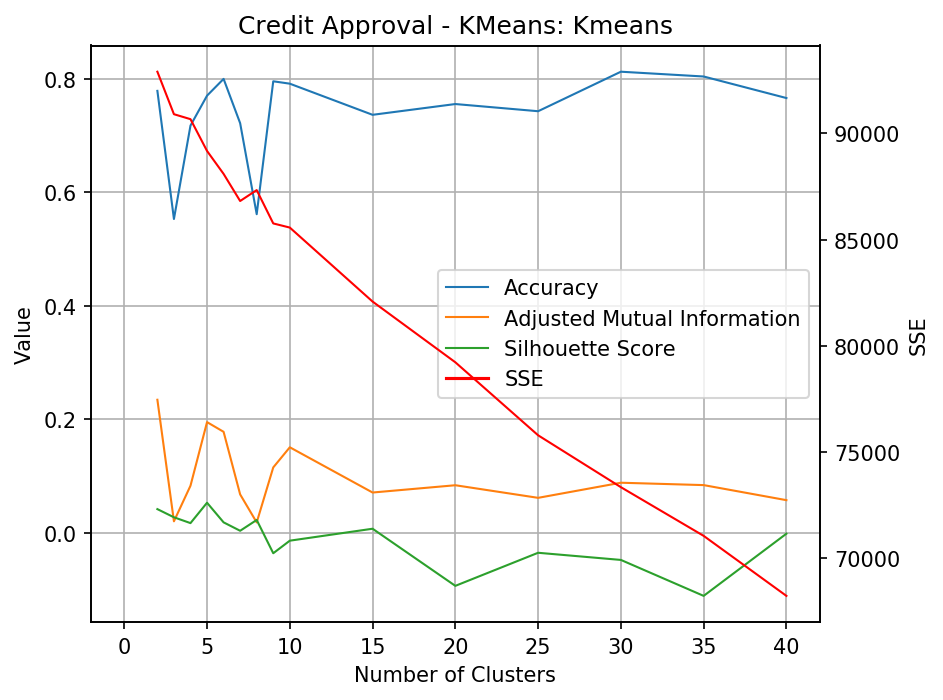 Credit Approval - KMeans: Kmeans
Value
0.8
0.6
0.4
0.2
0.0
Accuracy
Adjusted Mutual Information
Silhouette Score
SSE
90000
85000
80000
75000
70000
SSE
0 5 10 15 20 25 30 35 40
Number of Clusters